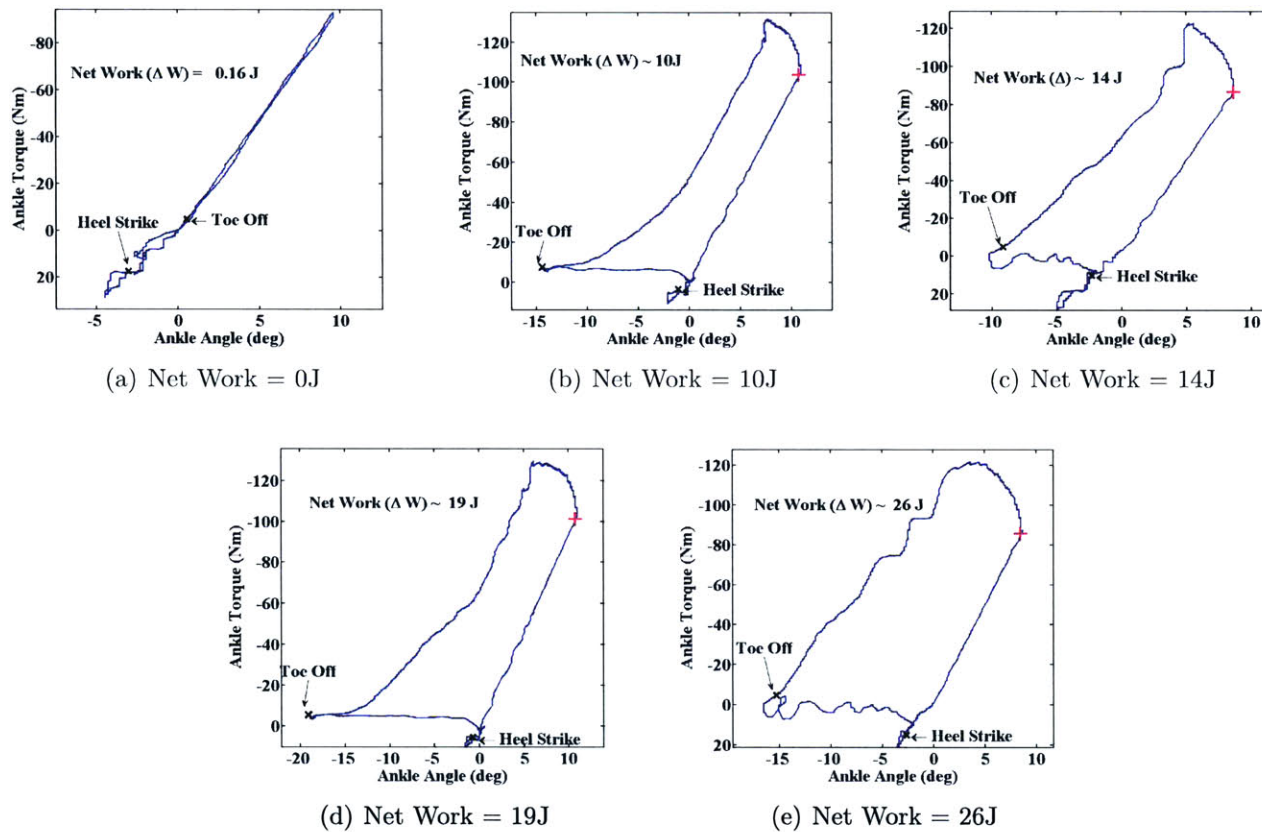 -80
-60
-40
-20
0
20
Ankle Torque (Nm)
Net Work (Δ W) = 0.16 J
Heel Strike
Toe Off
-5 0 5 10
Ankle Angle (deg)
(a) Net Work = 0J
-120
-100
-80
-60
-40
-20
0
Ankle Torque (Nm)
Net Work (Δ W) ~ 10J
Toe Off
Heel Strike
-15 -10 -5 0 5 10
Ankle Angle (deg)
(b) Net Work = 10J
-120
-100
-80
-60
-40
-20
0
20
Ankle Torque (Nm)
Net Work (Δ) ~ 14 J
Toe Off
Heel Strike
-10 -5 0 5 10
Ankle Angle (deg)
(c) Net Work = 14J
-120
-100
-80
-60
-40
-20
0
Ankle Torque (Nm)
Net Work (Δ W) ~ 19 J
Toe Off
Heel Strike
-20 -15 -10 -5 0 5 10
Ankle Angle (deg)
(d) Net Work = 19J
-120
-100
-80
-60
-40
-20
0
20
Ankle Torque (Nm)
Net Work (Δ W) ~ 26 J
Toe Off
Heel Strike
-15 -10 -5 0 5 10
Ankle Angle (deg)
(e) Net Work = 26J